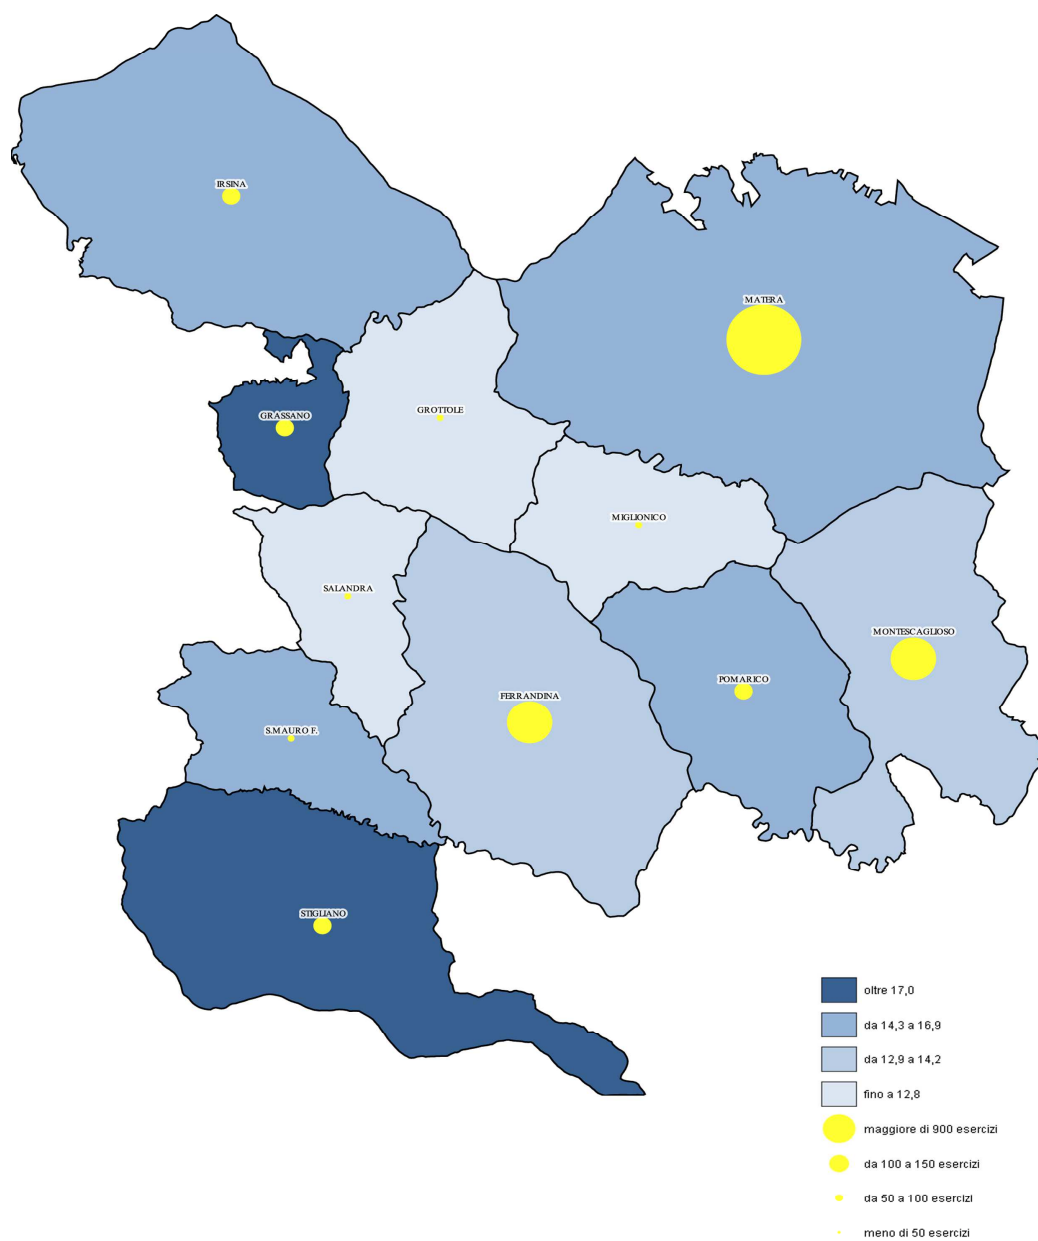 IRSINA
MATERA
GROTTOLE
GRASSANO
MIGLIONICO
SALANDRA
MONTESCAGLIOSO
POMARICO
FERRANDINA
S.MAURO F.
STIGLIANO
oltre 17,0
da 14,3 a 16,9
da 12,9 a 14,2
fino a 12,8
maggiore di 900 esercizi
da 100 a 150 esercizi
da 50 a 100 esercizi
meno di 50 esercizi